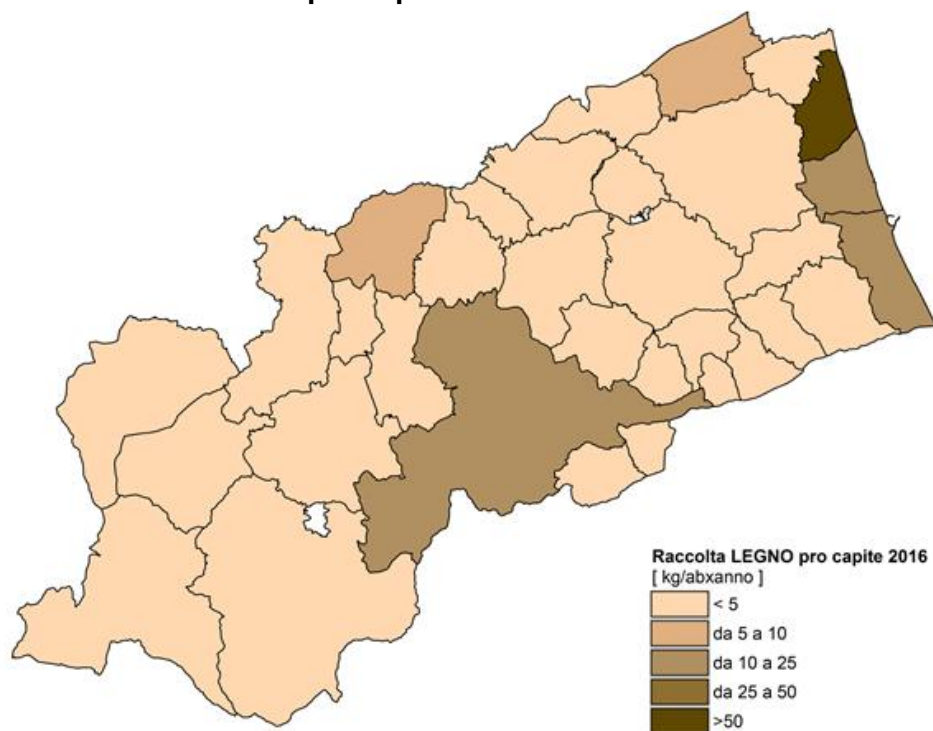 Raccolta LEGNO pro capite 2016
[ kg/abxanno ]
< 5
da 5 a 10
da 10 a 25
da 25 a 50
>50